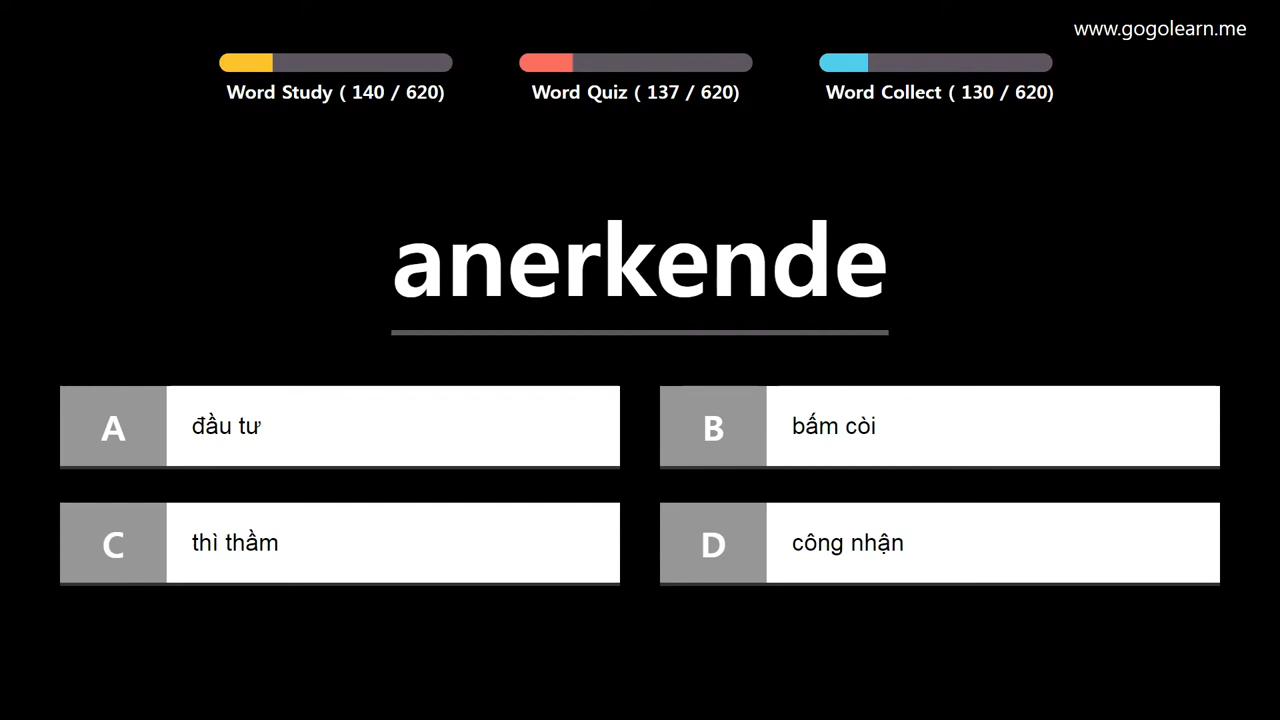 www.gogolearn.me
Word Study ( 140 / 620)
Word Quiz ( 137 / 620)
Word Collect ( 130 / 620)
anerkende
A
đầu tư
B
bấm còi
C
thì thầm
D
công nhận